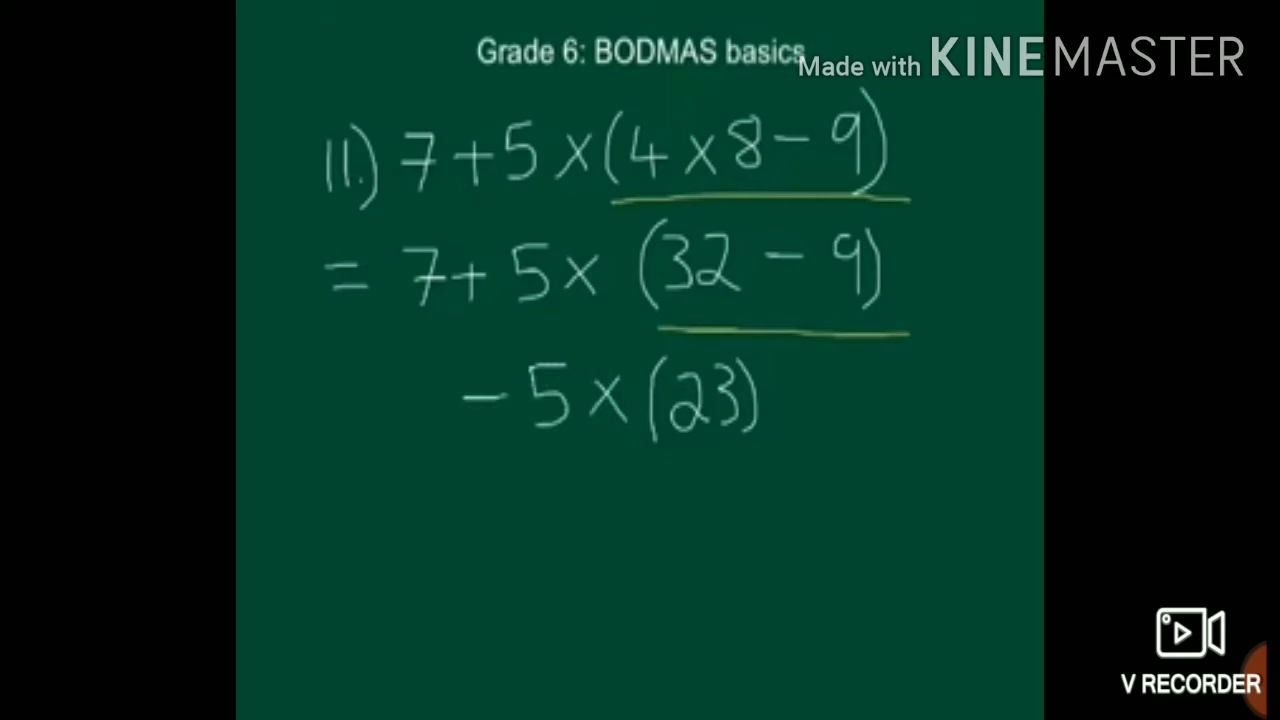 Grade 6: BODMAS basics
Made with KINEMASTER
11.) 7+5×(4×8-9)
= 7+5×(32-9)
-5×(23)
V RECORDER